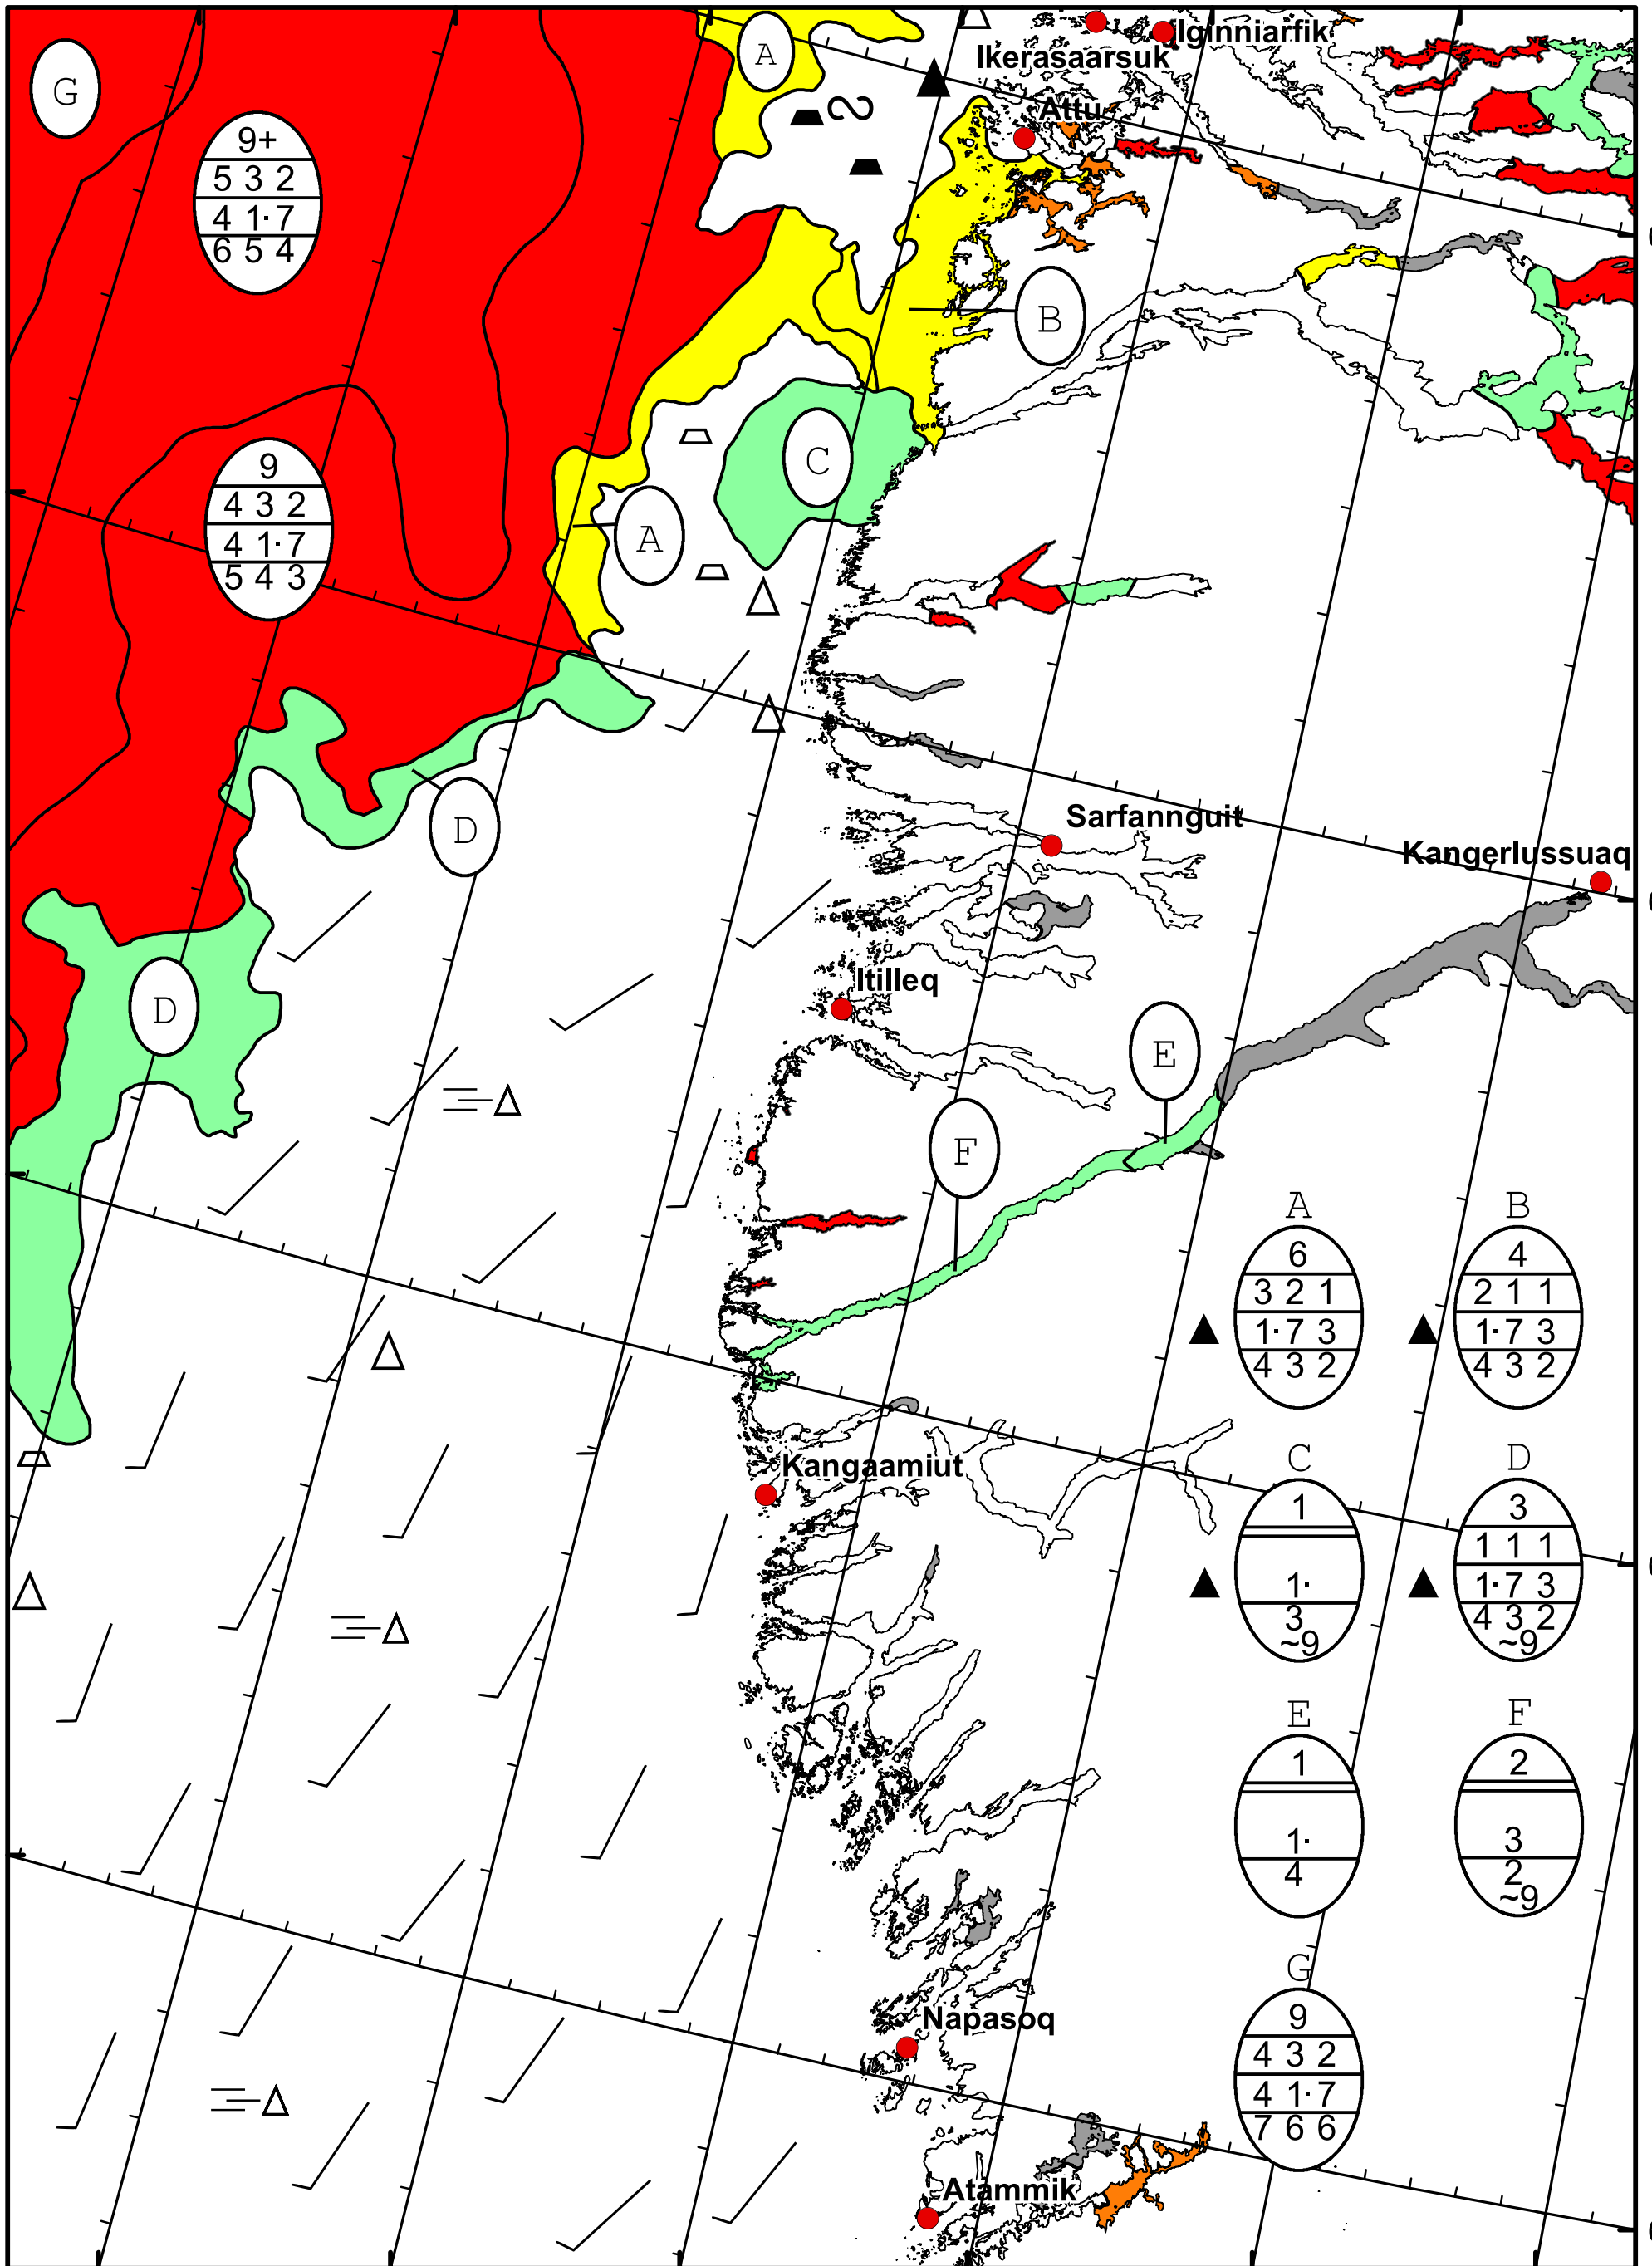 G
A
Iginniarfik
Ikerasaarsuk
Attu
9+
5 3 2
4 1· 7
6 5 4
B
9
4 3 2
4 1· 7
5 4 3
C
A
Sarfannguit
D
Kangerlussuaq
Itilleq
D
E
F
A
6
3 2 1
1· 7 3
4 3 2
B
4
2 1 1
1· 7 3
4 3 2
Kangaamiut
C
1
1·
3
~9
D
3
1 1 1
1· 7 3
4 3 2
~9
E
1
1·
4
F
2
3
2
~9
G
9
4 3 2
4 1· 7
7 6 6
Napasoq
Atammik